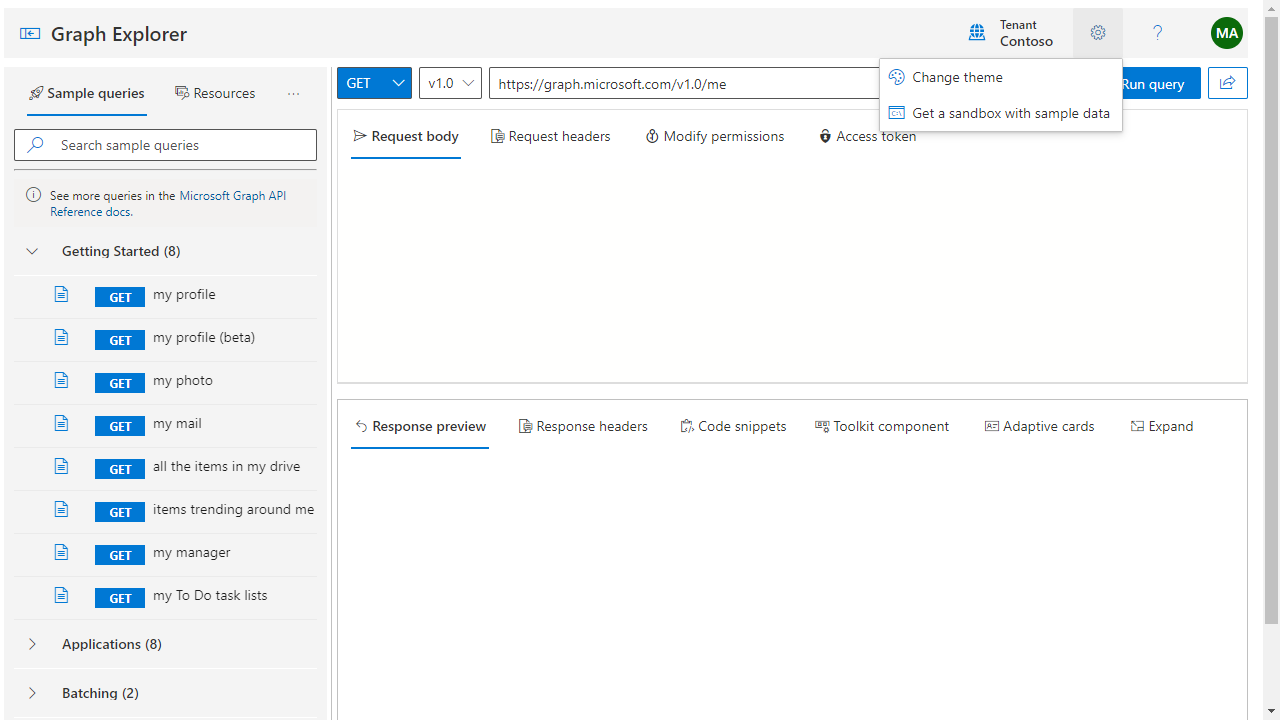 Graph Explorer
Tenant
Contoso
?
MA
Change theme
Get a sandbox with sample data
Sample queries
Resources
...
Search sample queries
See more queries in the Microsoft Graph API
Reference docs.
Getting Started (8)
GET my profile
GET my profile (beta)
GET my photo
GET my mail
GET all the items in my drive
GET items trending around me
GET my manager
GET my To Do task lists
Applications (8)
Batching (2)
GET
v1.0
https://graph.microsoft.com/v1.0/me
Run query
Request body
Request headers
Modify permissions
Access token
Response preview
Response headers
Code snippets
Toolkit component
Adaptive cards
Expand